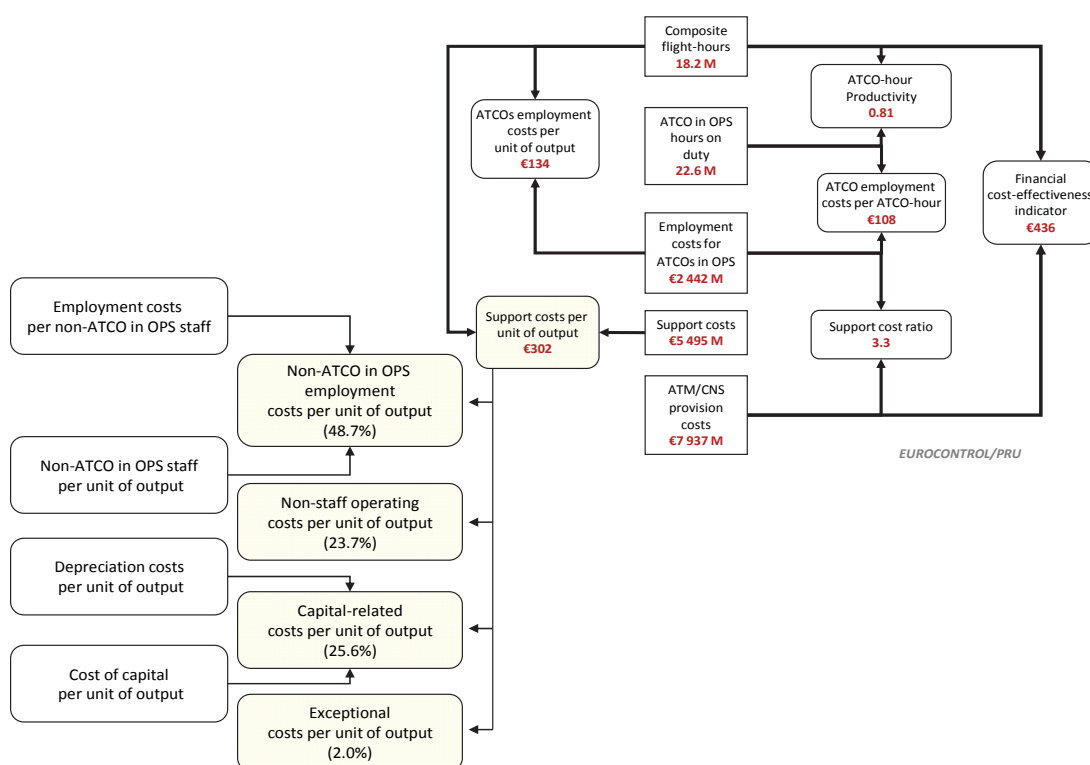 Composite
flight-hours
18.2 M
ATCO-hour
Productivity
0.81
ATCOs employment
costs per
unit of output
€134
ATCO in OPS
hours on
duty
22.6 M
Financial
cost-effectiveness
indicator
€436
ATCO employment
costs per ATCO-hour
€108
Employment
costs for
ATCOs in OPS
€2 442 M
Employment costs
per non-ATCO in OPS staff
Support costs per
unit of output
€302
Support costs
€5 495 M
Support cost ratio
3.3
Non-ATCO in OPS
employment
costs per unit of output
(48.7%)
ATM/CNS
provision
costs
€7 937 M
EUROCONTROL/PRU
Non-ATCO in OPS staff
per unit of output
Non-staff operating
costs per unit of output
(23.7%)
Depreciation costs
per unit of output
Capital-related
costs per unit of output
(25.6%)
Cost of capital
per unit of output
Exceptional
costs per unit of output
(2.0%)